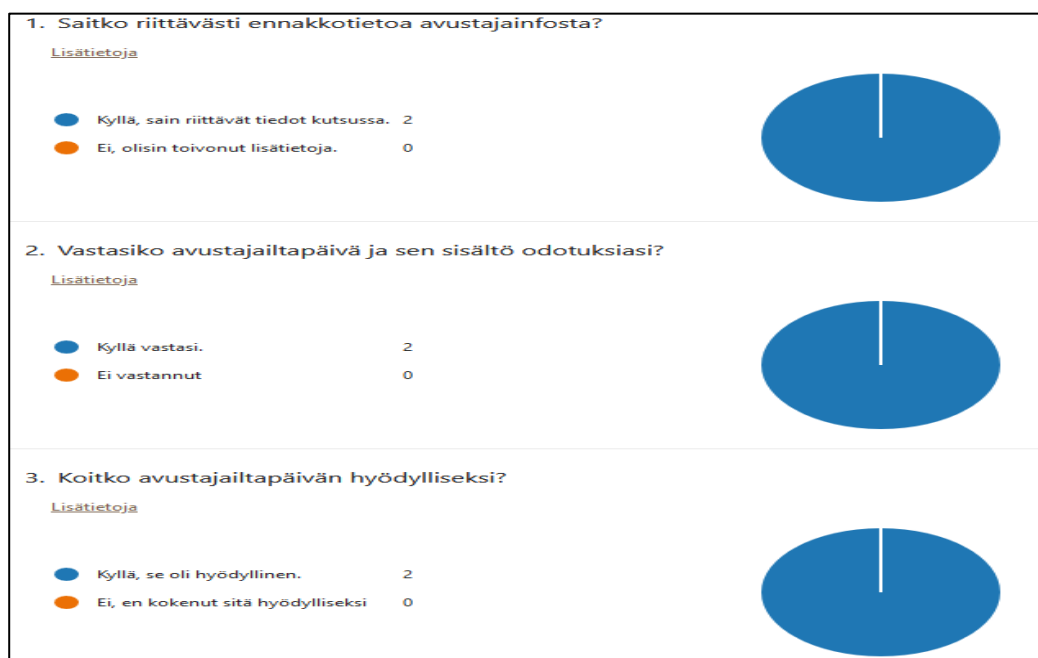 1. Saitko riittävästi ennakkotietoa avustajainfosta?
Lisätietoja
Kyllä, sain riittävät tiedot kutsussa. 2
Ei, olisin toivonut lisätietoja. 0
2. Vastasiko avustajailtapäivä ja sen sisältö odotuksiasi?
Lisätietoja
Kyllä vastasi. 2
Ei vastannut 0
3. Koitko avustajailtapäivän hyödylliseksi?
Lisätietoja
Kyllä, se oli hyödyllinen. 2
Ei, en kokenut sitä hyödylliseksi 0